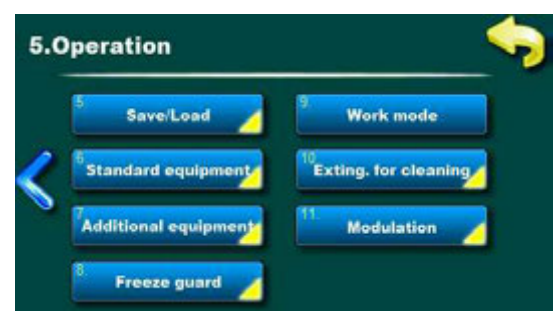 5.Operation
5
Save/Load
6
Standard equipment
7
Additional equipment
8.
Freeze guard
9.
Work mode
10
Exting. for cleaning
11.
Modulation